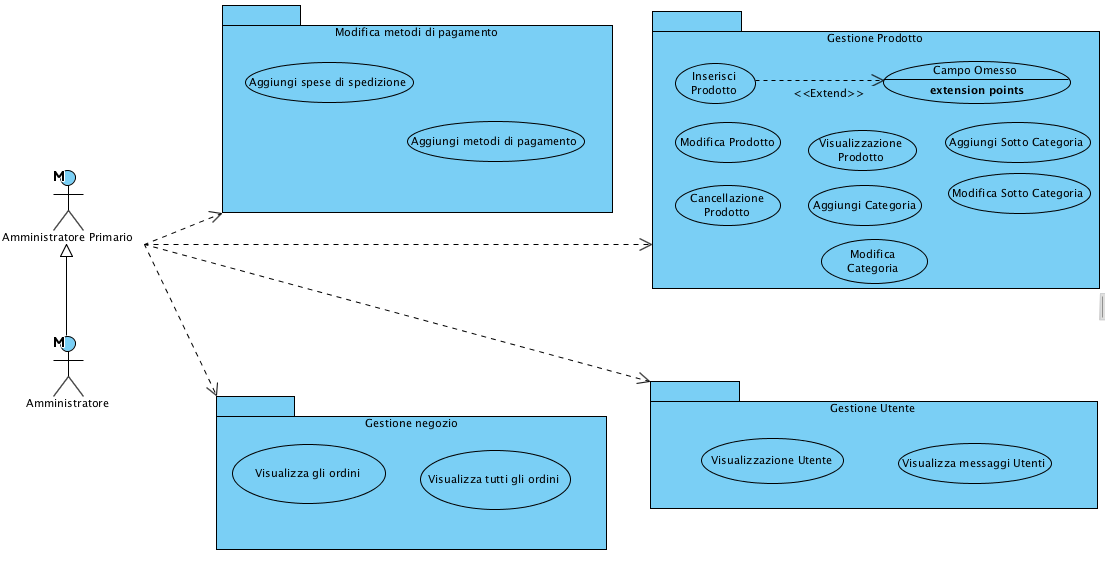 Modifica metodi di pagamento
Aggiungi spese di spedizione
Aggiungi metodi di pagamento
Gestione Prodotto
Inserisci
Prodotto
<<Extend>>
Campo Omesso
extension points
Modifica Prodotto
Visualizzazione
Prodotto
Aggiungi Sotto Categoria
Cancellazione
Prodotto
Aggiungi Categoria
Modifica Sotto Categoria
Modifica
Categoria
M
Amministratore Primario
M
Amministratore
Gestione negozio
Visualizza gli ordini
Visualizza tutti gli ordini
Gestione Utente
Visualizzazione Utente
Visualizza messaggi Utenti